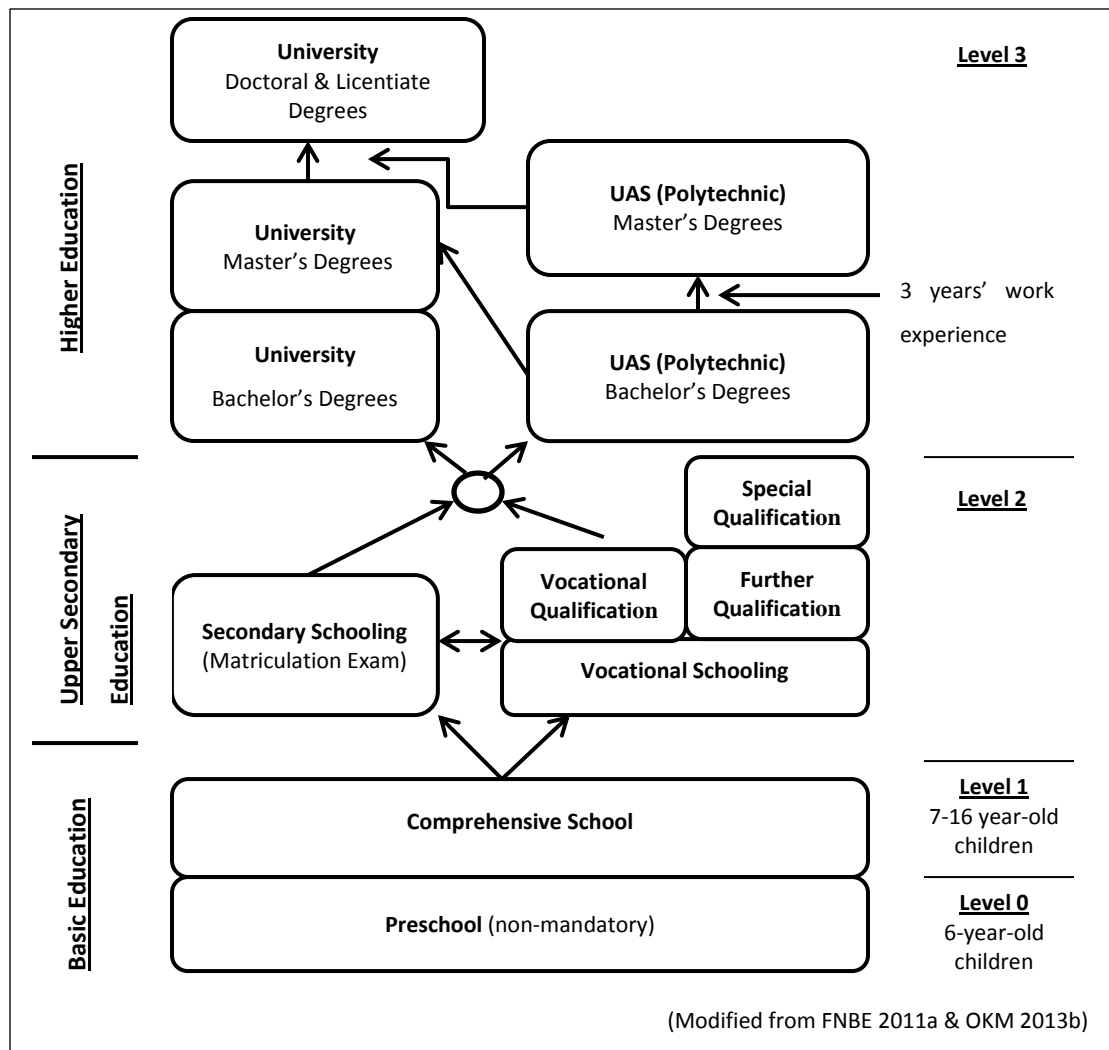 University
Doctoral & Licentiate
Degrees
Level 3
Higher Education
University
Master's Degrees
UAS (Polytechnic)
Master's Degrees
3 years' work
experience
University
Bachelor's Degrees
UAS (Polytechnic)
Bachelor's Degrees
Upper Secondary
Education
Level 2
Special
Qualification
Vocational
Qualification
Further
Qualification
Secondary Schooling
(Matriculation Exam)
Vocational Schooling
Basic Education
Comprehensive School
Level 1
7-16 year-old
children
Preschool (non-mandatory)
Level 0
6-year-old
children
(Modified from FNBE 2011a & OKM 2013b)